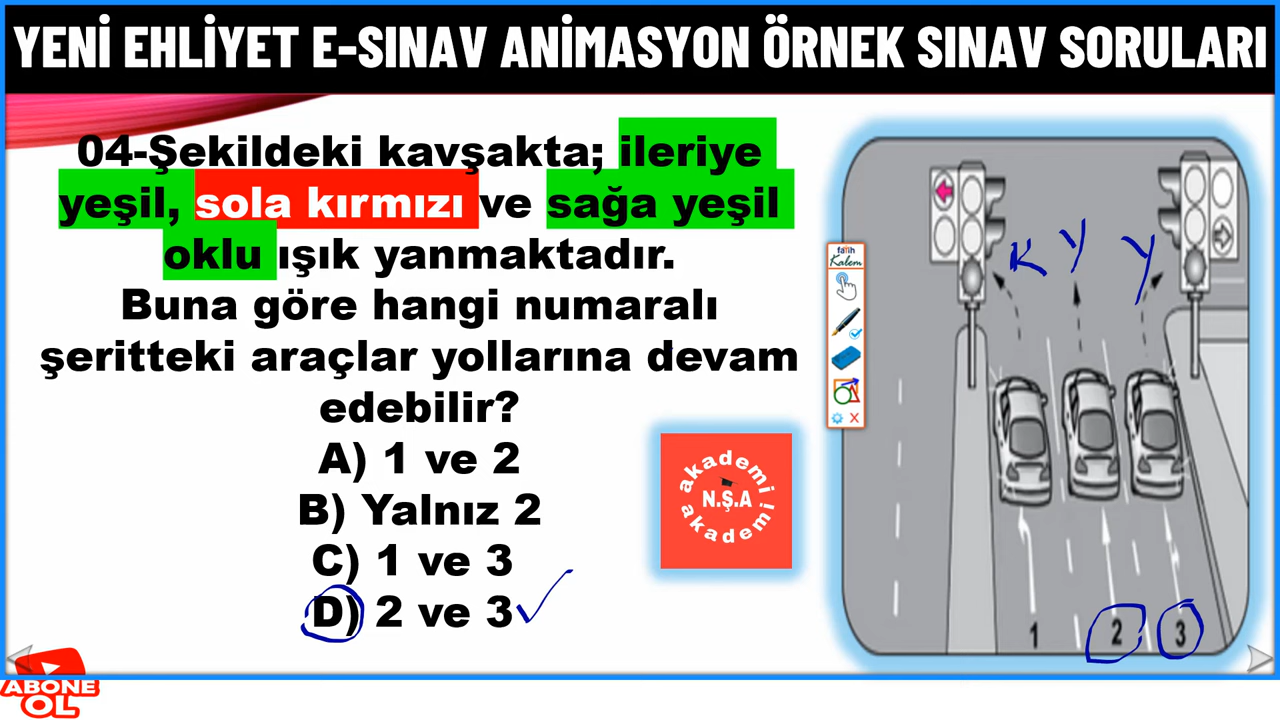 YENİ EHLİYET E-SINAV ANİMASYON ÖRNEK SINAV SORULARI
04-Şekildeki kavşakta; ileriye
yeşil, sola kırmızı ve sağa yeşil
oklu ışık yanmaktadır.
Buna göre hangi numaralı
şeritteki araçlar yollarına devam
edebilir?
A) 1 ve 2
B) Yalnız 2
C) 1 ve 3
D) 2 ve 3
akademi
N.Ş.A
akademi
fatih
Kalem
K Y Y
1 2 3
ABONE
OL